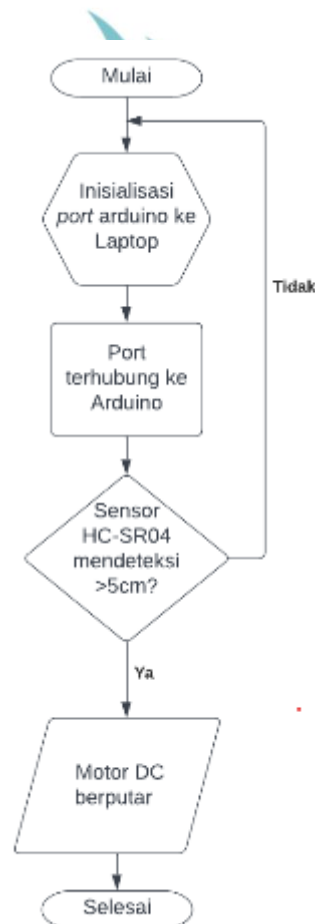 Mulai
Inisialisasi
port arduino ke
Laptop
Tidak
Port
terhubung ke
Arduino
Sensor
HC-SR04
mendeteksi
>5cm?
Ya
Motor DC
berputar
Selesai